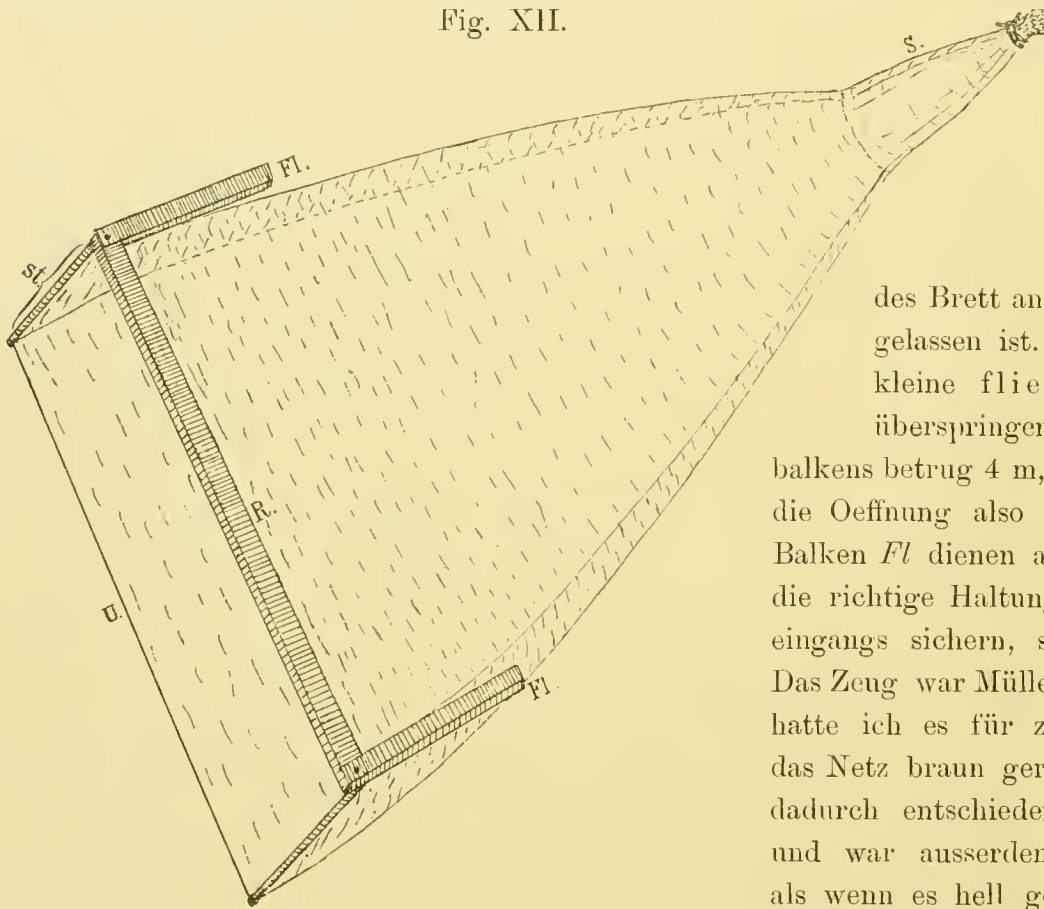 Fig. XII.
S.
Fl.
st
R.
U.
Fl
des Brett an
gelassen ist.
kleine flie
überspringen
balkens betrug 4 m,
die Oeffnung also
Balken Fl dienen a
die richtige Haltung
eingangs sichern, s
Das Zeug war Mülle
hatte ich es für z
das Netz braun ger
dadurch entschieden
und war ausserdem
als wenn es hell ge